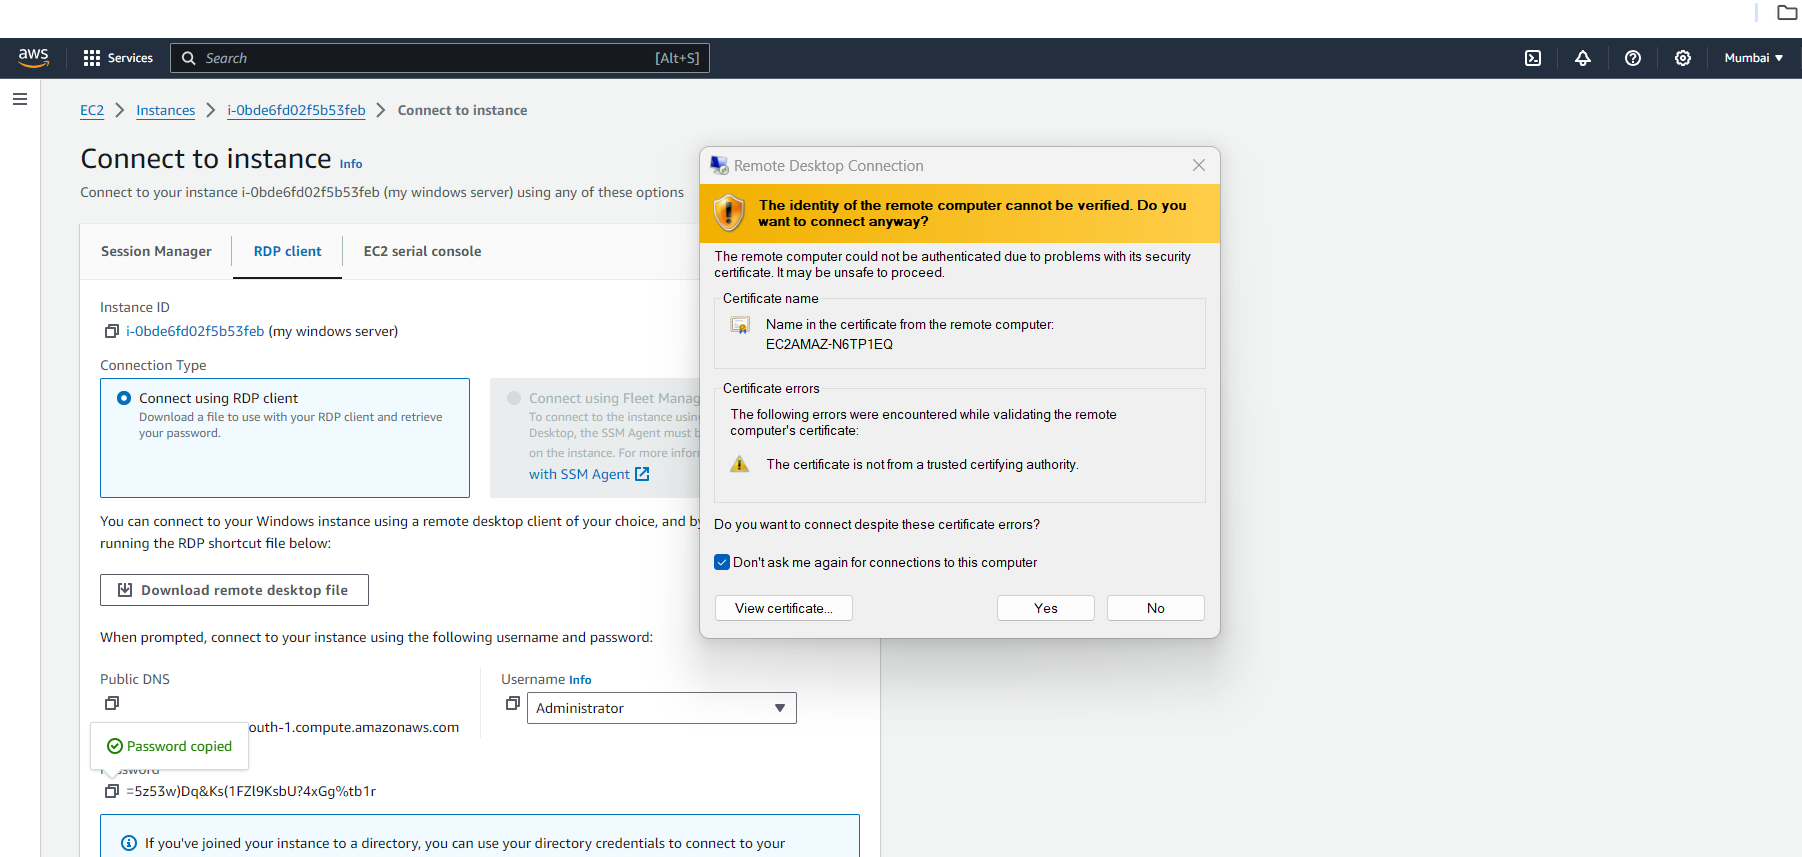 aws
Services
Search
[Alt+S]
Mumbai
EC2
Instances
i-0bde6fd02f5b53feb
Connect to instance
Connect to instance
Info
Connect to your instance i-0bde6fd02f5b53feb (my windows server) using any of these options
Session Manager
RDP client
EC2 serial console
Instance ID
i-0bde6fd02f5b53feb (my windows server)
Connection Type
Connect using RDP client
Download a file to use with your RDP client and retrieve
your password.
Connect using Fleet Manag
To connect to the instance usin
Desktop, the SSM Agent must
on the instance. For more
with SSM Agent
You can connect to your Windows instance using a remote desktop client of your choice, and by
running the RDP shortcut file below:
Download remote desktop file
When prompted, connect to your instance using the following username and password:
Public DNS
outh-1.compute.amazonaws.com
Username Info
Administrator
Password copied
Password
=5z53w)Dq&Ks(1FZl9KsbU?4xGg%tb1r
If you've joined your instance to a directory, you can use your directory credentials to connect to your
Remote Desktop Connection
The identity of the remote computer cannot be verified. Do you
want to connect anyway?
The remote computer could not be authenticated due to problems with its security
certificate. It may be unsafe to proceed.
Certificate name
Name in the certificate from the remote computer:
EC2AMAZ-N6TP1EQ
Certificate errors
The following errors were encountered while validating the remote
computer's certificate:
The certificate is not from a trusted certifying authority.
Do you want to connect despite these certificate errors?
Don't ask me again for connections to this computer
View certificate...
Yes
No